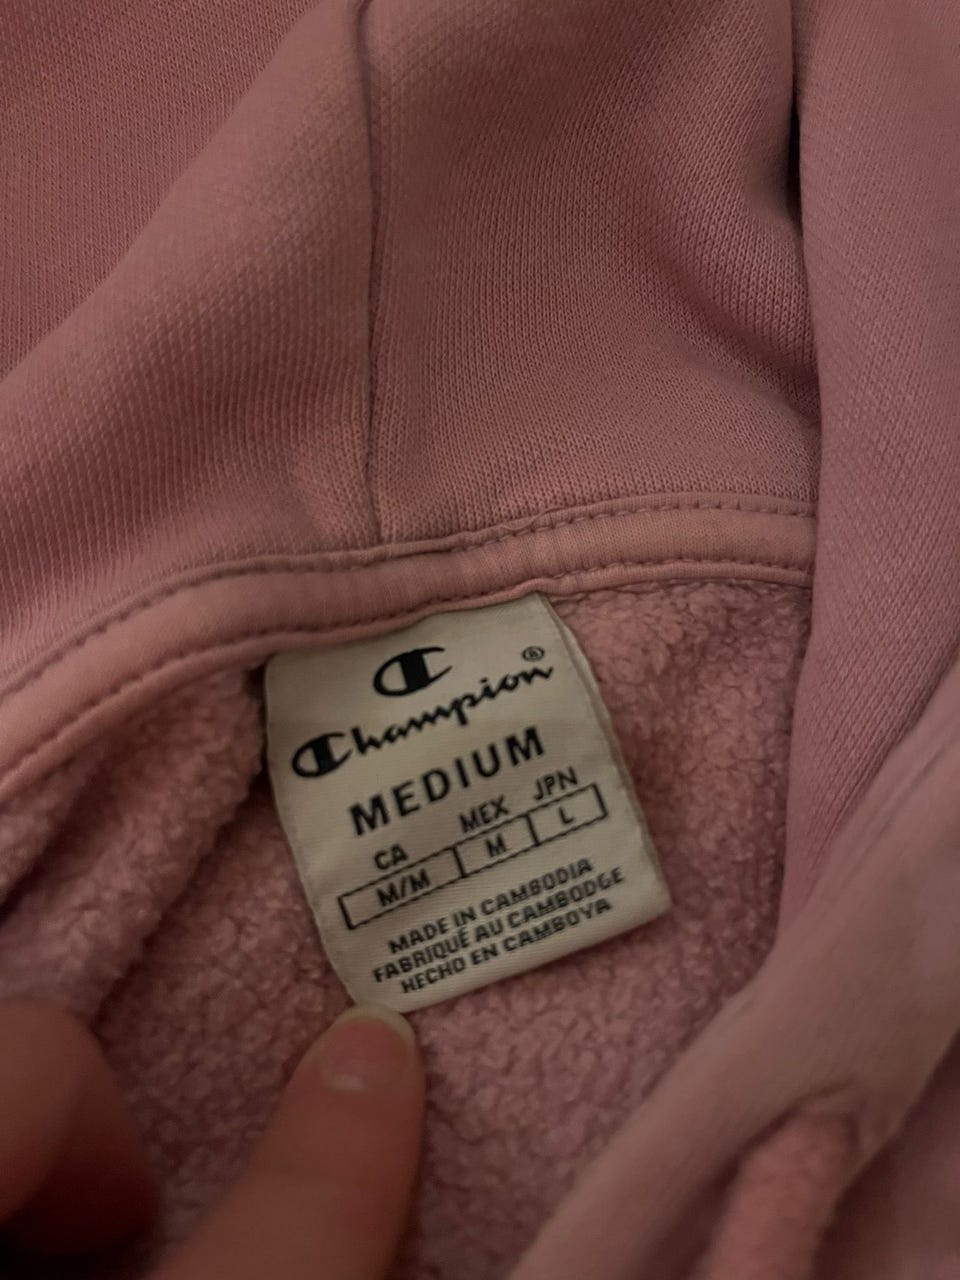 Champion®
MEDIUM
CA MEX JPN
M/M M L
MADE IN CAMBODIA
FABRIQUÉ AU CAMBODGE
HECHO EN CAMBOYA